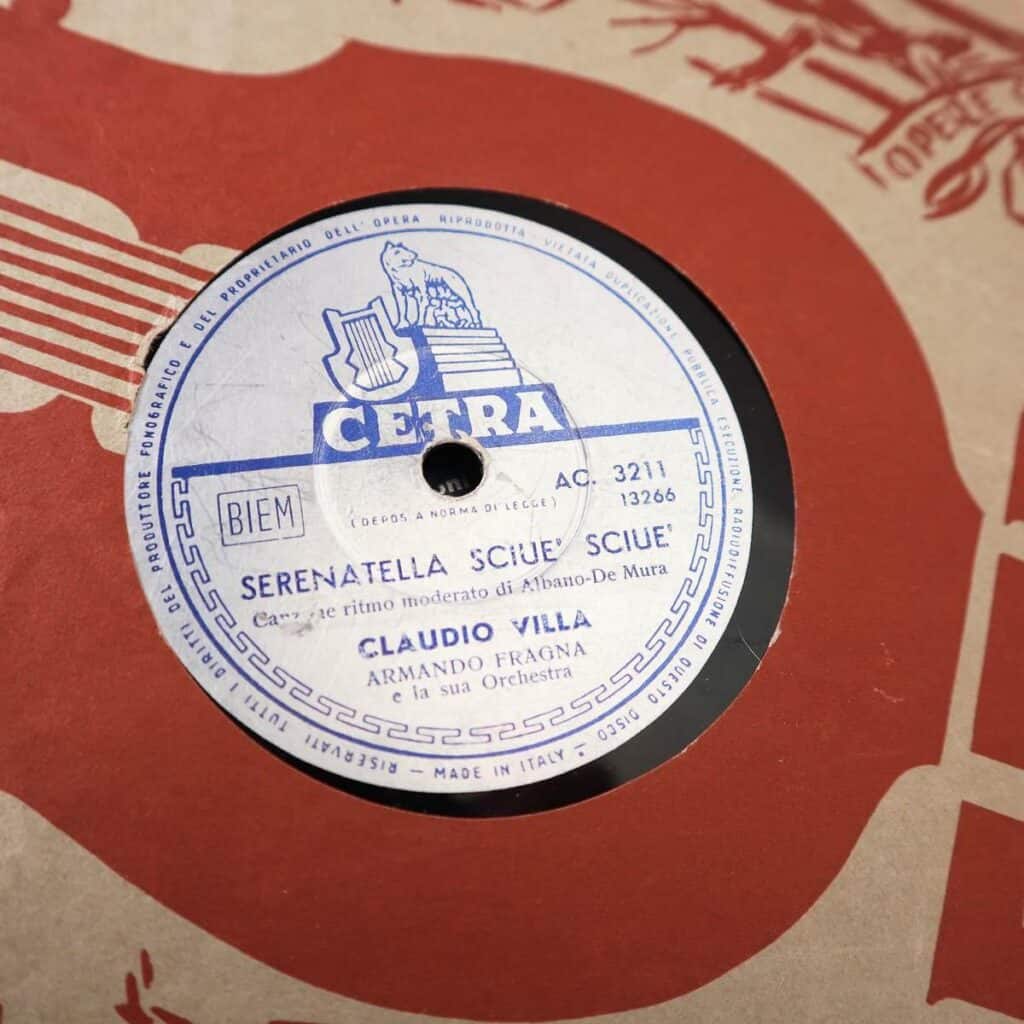 OPERE
TUTTI I DIRITTI DEL PRODUTTORE FONOGRAFICO E DEL PROPRIETARIO DELL'OPERA RIPRODOTTA - VIETATA DUPLICAZIONE PUBBLICA ESECUZIONE RADIODIFFUSIONE DI QUESTO DISCO - MADE IN ITALY — RISERVATI
CETRA
BIEM
AC. 3211
13266
(DEPOS. A NORMA DI LEGGE)
SERENATELLA SCIUE' SCIUE'
ritmo moderato di Albano-De Mura
CLAUDIO VILLA
ARMANDO FRAGNA
e la sua Orchestra